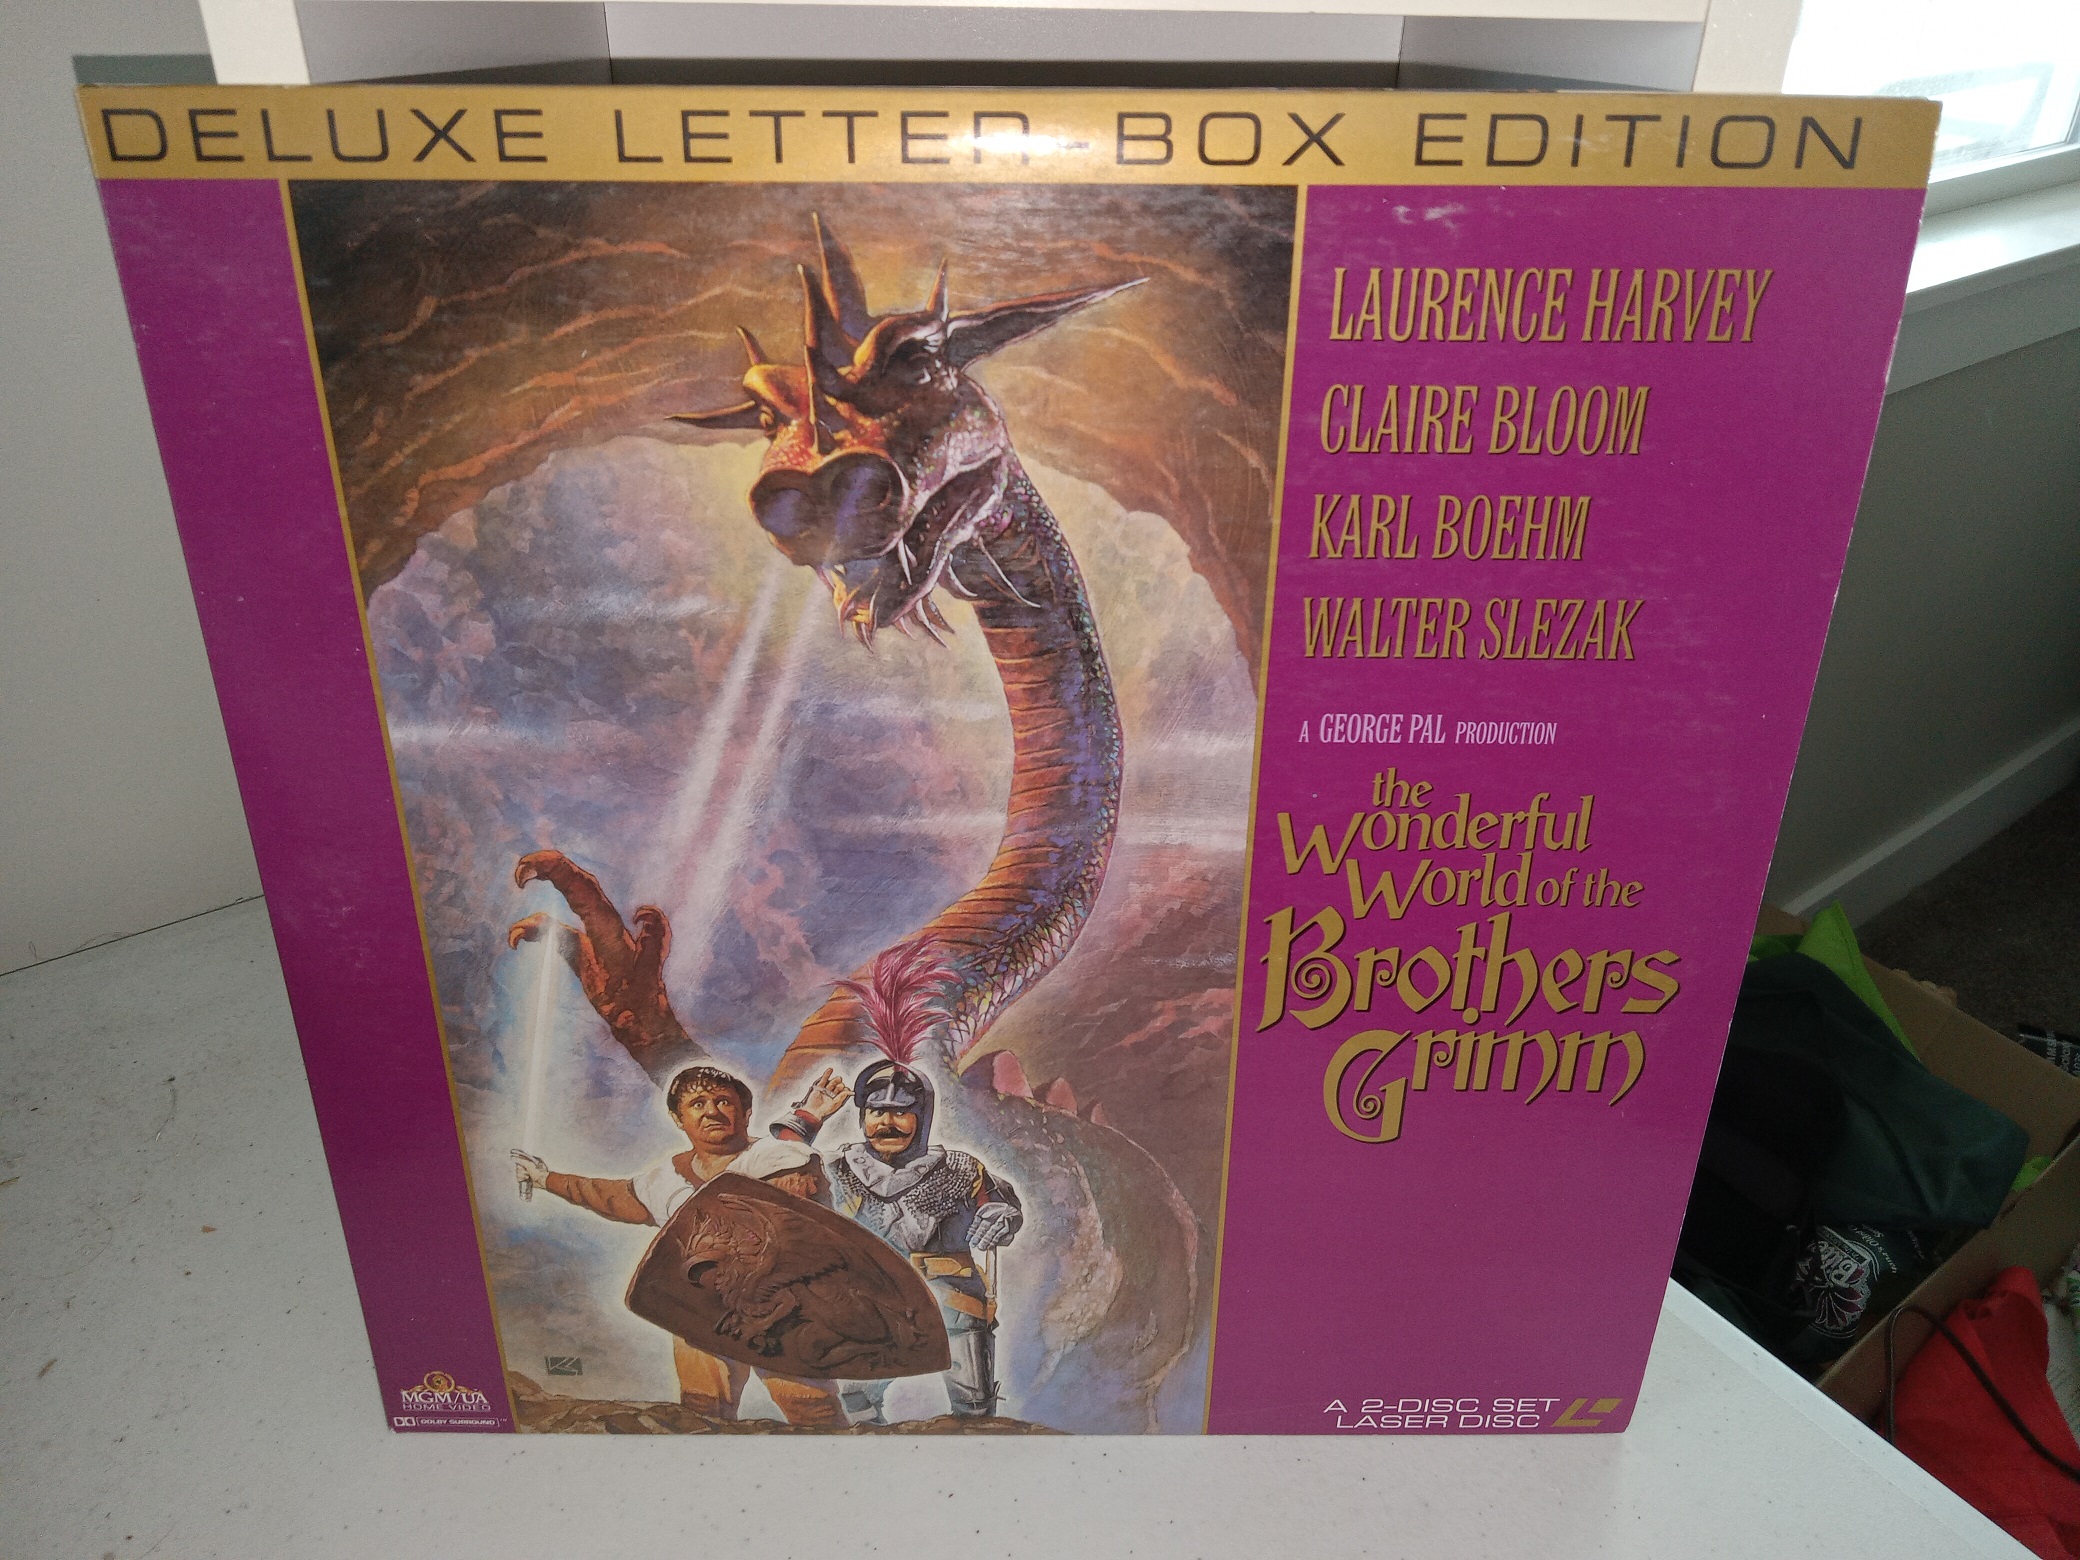 DELUXE LETTER-BOX EDITION
LAURENCE HARVEY
CLAIRE BLOOM
KARL BOEHM
WALTER SLEZAK
A GEORGE PAL PRODUCTION
the
Wonderful
World of the
Brothers
Grimm
MGM/UA
HOME VIDEO
DOLBY SURROUND
A 2-DISC SET
LASER DISC